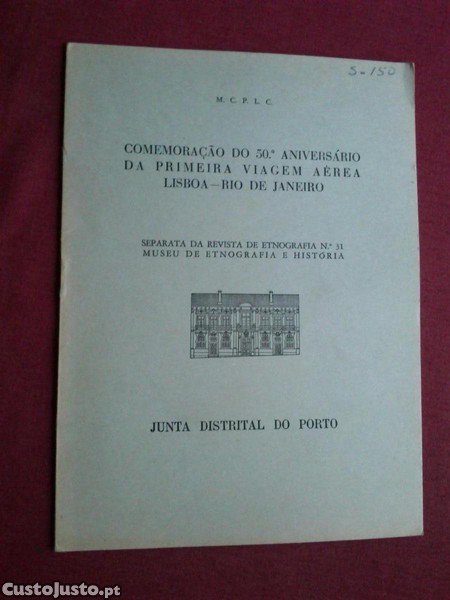 S-150
M. C. P. L. C.
COMEMORAÇÃO DO 50.º ANIVERSÁRIO
DA PRIMEIRA VIAGEM AÉREA
LISBOA—RIO DE JANEIRO
SEPARATA DA REVISTA DE ETNOGRAFIA N.º 31
MUSEU DE ETNOGRAFIA E HISTÓRIA
JUNTA DISTRITAL DO PORTO
CustoJusto.pt